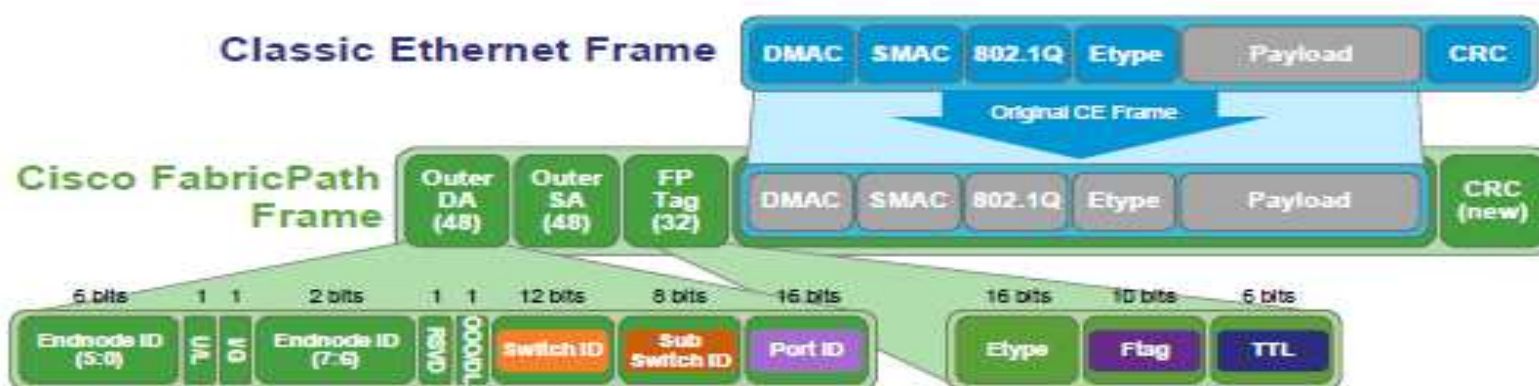 Classic Ethernet Frame
DMAC SMAC 802.1Q Etype Payload CRC
Original CE Frame
Cisco FabricPath
Frame
Outer
DA
(48)
Outer
SA
(48)
FP
Tag
(32)
DMAC SMAC 802.1Q Etype Payload
CRC
(new)
6 bits 1 1 2 bits 1 1 12 bits 8 bits 16 bits 16 bits 10 bits 6 bits
Endnode ID
(5:0)
U/L
I/G
Endnode ID
(7:6)
RSVD
OOO/DL
Switch ID
Sub
Switch ID
Port ID
Etype
Flag
TTL